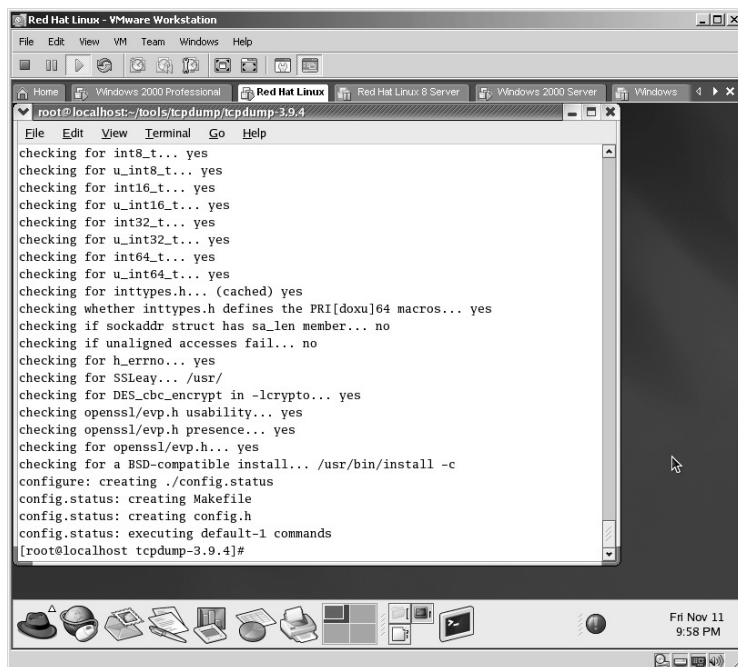 Red Hat Linux - VMware Workstation
File Edit View VM Team Windows Help
Home Windows 2000 Professional Red Hat Linux Red Hat Linux 8 Server Windows 2000 Server Windows
root@localhost:~/tools/tcpdump/tcpdump-3.9.4
File Edit View Terminal Go Help
checking for int8_t... yes
checking for u_int8_t... yes
checking for int16_t... yes
checking for u_int16_t... yes
checking for int32_t... yes
checking for u_int32_t... yes
checking for int64_t... yes
checking for u_int64_t... yes
checking for inttypes.h... (cached) yes
checking whether inttypes.h defines the PRI[doxu]64 macros... yes
checking if sockaddr struct has sa_len member... no
checking if unaligned accesses fail... no
checking for h_errno... yes
checking for SSLeay... /usr/
checking for DES_cbc_encrypt in -lcrypto... yes
checking openssl/evp.h usability... yes
checking openssl/evp.h presence... yes
checking for openssl/evp.h... yes
checking for a BSD-compatible install... /usr/bin/install -c
configure: creating ./config.status
config.status: creating Makefile
config.status: creating config.h
config.status: executing default-1 commands
[root@localhost tcpdump-3.9.4]#
Fri Nov 11
9:58 PM